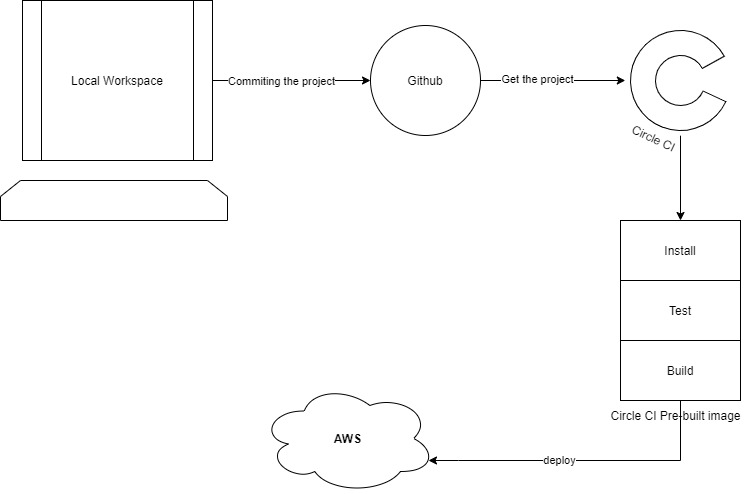 Local Workspace
Commiting the project
Github
Get the project
Circle CI
Install
Test
Build
Circle CI Pre-built image
deploy
AWS